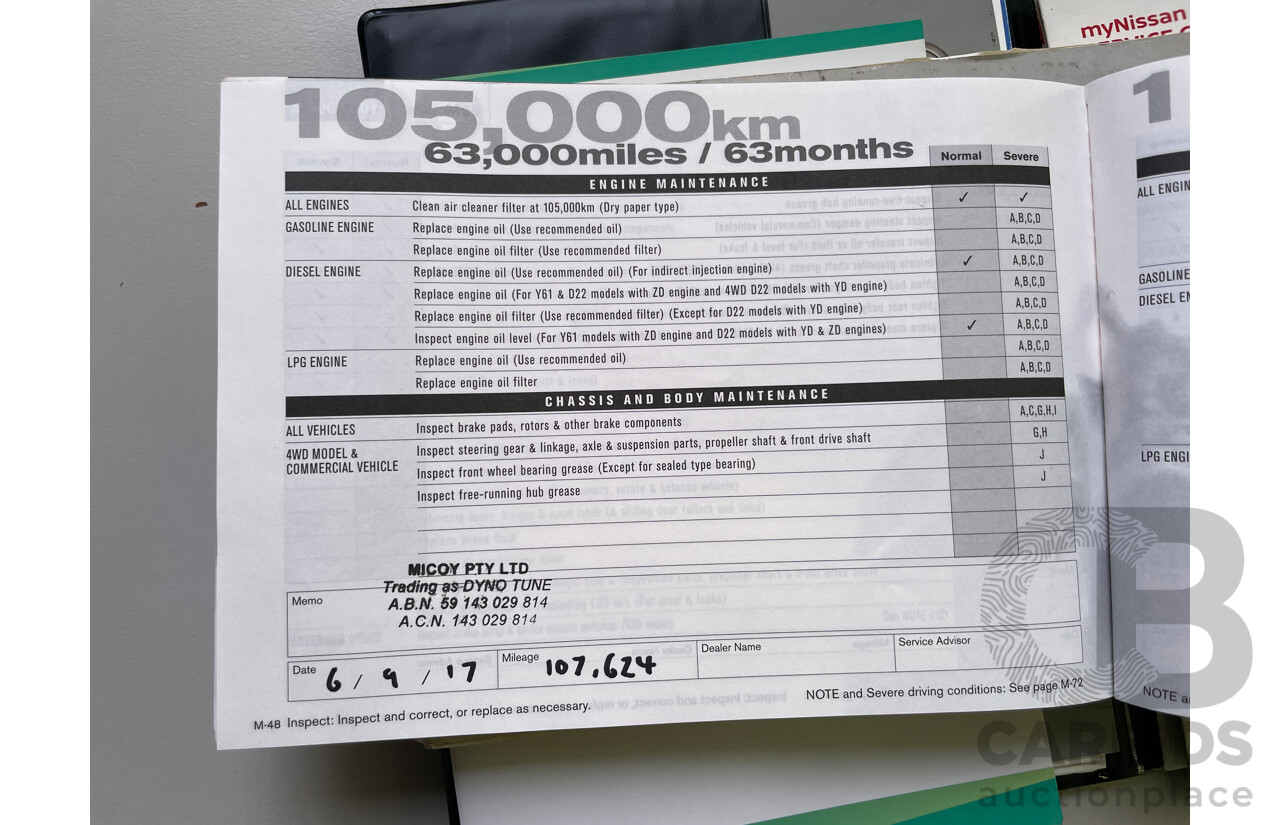 myNissan
105,000km
63,000miles / 63months
Normal Severe
ENGINE MAINTENANCE
ALL ENGINES Clean air cleaner filter at 105,000km (Dry paper type) ✓ ✓
GASOLINE ENGINE Replace engine oil (Use recommended oil) A,B,C,D
Replace engine oil filter (Use recommended filter) A,B,C,D
DIESEL ENGINE Replace engine oil (Use recommended oil) (For indirect injection engine) ✓ A,B,C,D
Replace engine oil (For Y61 & D22 models with ZD engine and 4WD D22 models with YD engine) A,B,C,D
Replace engine oil filter (Use recommended filter) (Except for D22 models with YD engine) A,B,C,D
Inspect engine oil level (For Y61 models with ZD engine and D22 models with YD & ZD engines) ✓ A,B,C,D
LPG ENGINE Replace engine oil (Use recommended oil) A,B,C,D
Replace engine oil filter A,B,C,D
CHASSIS AND BODY MAINTENANCE
ALL VEHICLES Inspect brake pads, rotors & other brake components A,C,G,H,I
4WD MODEL & COMMERCIAL VEHICLE Inspect steering gear & linkage, axle & suspension parts, propeller shaft & front drive shaft G,H
Inspect front wheel bearing grease (Except for sealed type bearing) J
Inspect free-running hub grease J
MICOY PTY LTD
Trading as DYNO TUNE
A.B.N. 59 143 029 814
A.C.N. 143 029 814
Memo
Date 6 / 9 / 17 Mileage 107,624 Dealer Name Service Advisor
M-48 Inspect: Inspect and correct, or replace as necessary. NOTE and Severe driving conditions: See page M-72
1
ALL ENGIN
GASOLINE
DIESEL EN
LPG ENGI
NOTE a
CB
CARBIDS
auctionplace